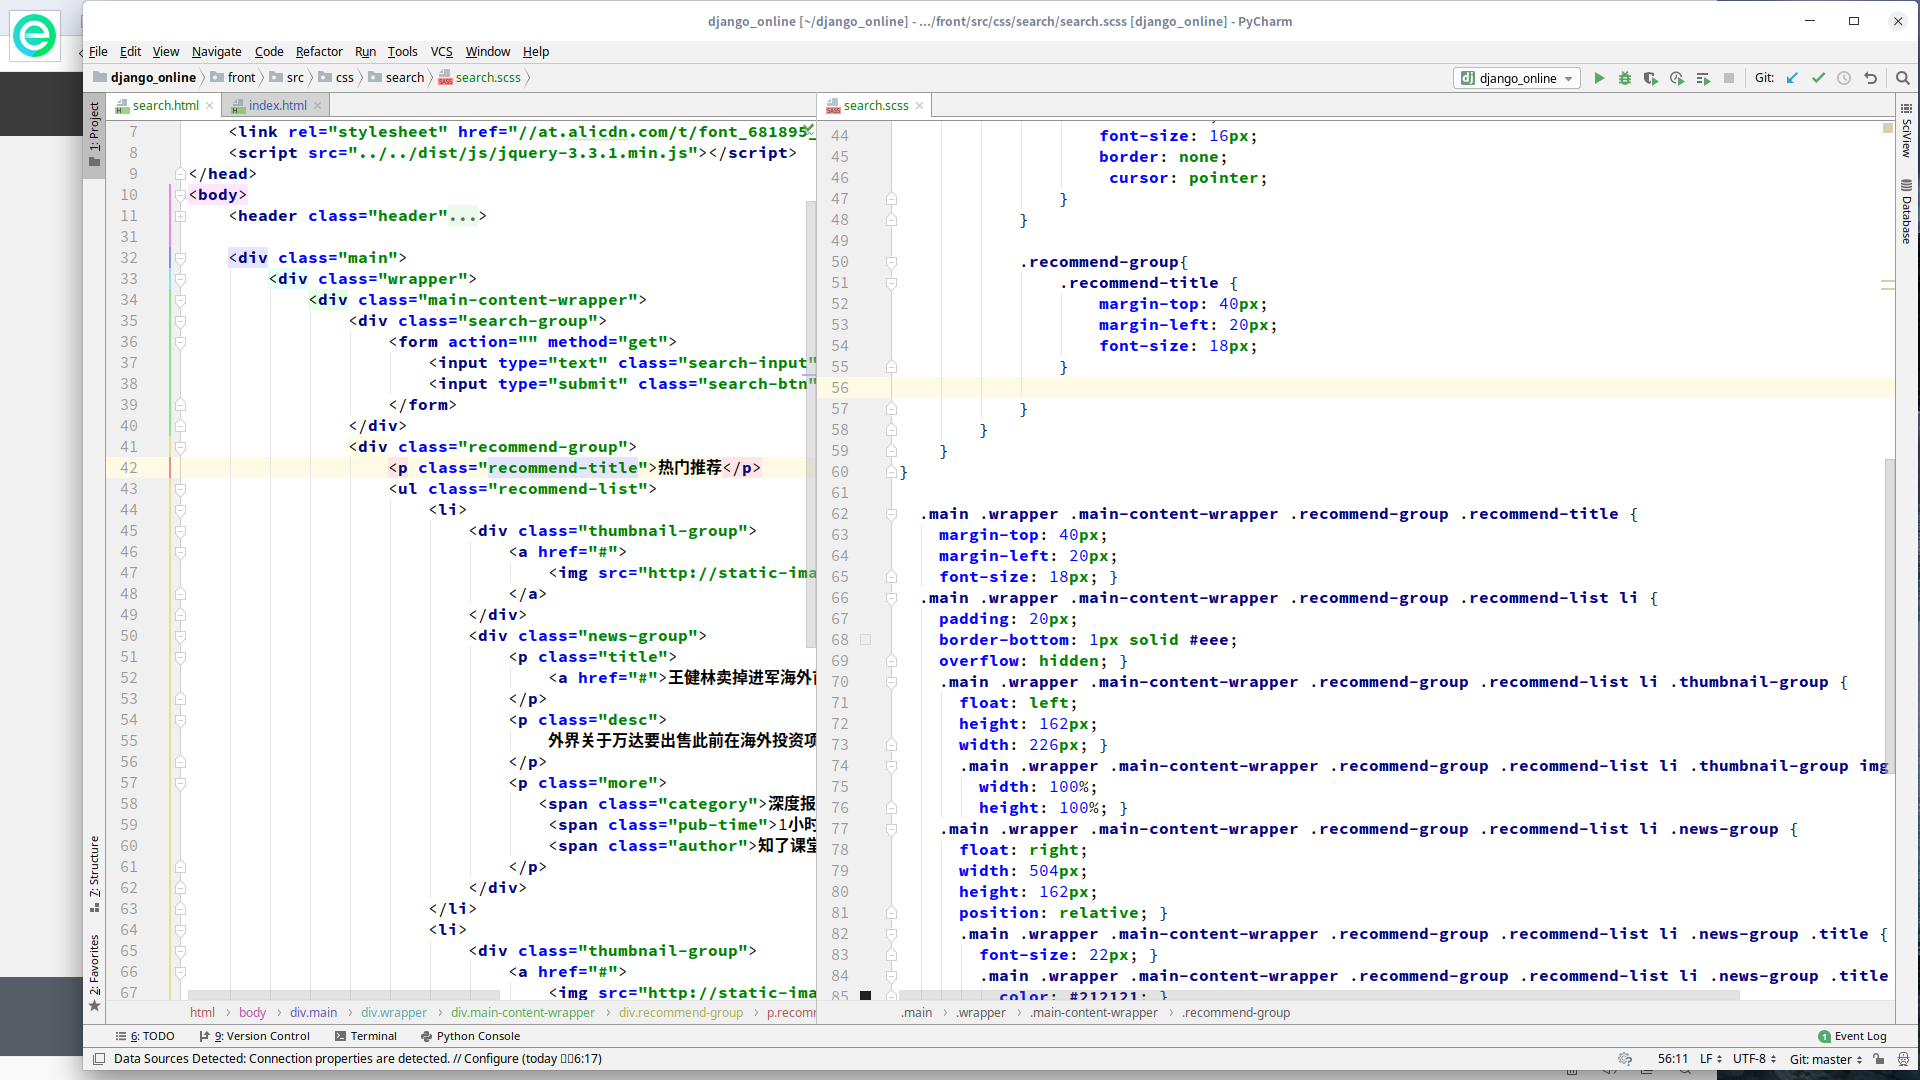 django_online [~/django_online] - .../front/src/css/search/search.scss [django_online] - PyCharm
File Edit View Navigate Code Refactor Run Tools VCS Window Help
django_online front src css search search.scss
django_online Git:
search.html index.html
7 <link rel="stylesheet" href="//at.alicdn.com/t/font_681895_
8 <script src="../../dist/js/jquery-3.3.1.min.js"></script>
9 </head>
10 <body>
11 <header class="header"...>
31
32 <div class="main">
33 <div class="wrapper">
34 <div class="main-content-wrapper">
35 <div class="search-group">
36 <form action="" method="get">
37 <input type="text" class="search-input"
38 <input type="submit" class="search-btn"
39 </form>
40 </div>
41 <div class="recommend-group">
42 <p class="recommend-title">热门推荐</p>
43 <ul class="recommend-list">
44 <li>
45 <div class="thumbnail-group">
46 <a href="#">
47 <img src="http://static-ima
48 </a>
49 </div>
50 <div class="news-group">
51 <p class="title">
52 <a href="#">王健林卖掉进军海外
53 </p>
54 <p class="desc">
55 外界关于万达要出售此前在海外投资项
56 </p>
57 <p class="more">
58 <span class="category">深度报
59 <span class="pub-time">1小时
60 <span class="author">知了课堂
61 </p>
62 </div>
63 </li>
64 <li>
65 <div class="thumbnail-group">
66 <a href="#">
67 <img src="http://static-ima
html body div.main div.wrapper div.main-content-wrapper div.recommend-group p.recomm
search.scss
44 font-size: 16px;
45 border: none;
46 cursor: pointer;
47 }
48 }
49
50 .recommend-group{
51 .recommend-title {
52 margin-top: 40px;
53 margin-left: 20px;
54 font-size: 18px;
55 }
56
57 }
58 }
59 }
60 }
61
62 .main .wrapper .main-content-wrapper .recommend-group .recommend-title {
63 margin-top: 40px;
64 margin-left: 20px;
65 font-size: 18px; }
66 .main .wrapper .main-content-wrapper .recommend-group .recommend-list li {
67 padding: 20px;
68 border-bottom: 1px solid #eee;
69 overflow: hidden; }
70 .main .wrapper .main-content-wrapper .recommend-group .recommend-list li .thumbnail-group {
71 float: left;
72 height: 162px;
73 width: 226px; }
74 .main .wrapper .main-content-wrapper .recommend-group .recommend-list li .thumbnail-group img
75 width: 100%;
76 height: 100%; }
77 .main .wrapper .main-content-wrapper .recommend-group .recommend-list li .news-group {
78 float: right;
79 width: 504px;
80 height: 162px;
81 position: relative; }
82 .main .wrapper .main-content-wrapper .recommend-group .recommend-list li .news-group .title {
83 font-size: 22px; }
84 .main .wrapper .main-content-wrapper .recommend-group .recommend-list li .news-group .title
85 color: #212121; }
.main .wrapper .main-content-wrapper .recommend-group
1: Project
7: Structure
2: Favorites
SciView
Database
6: TODO 9: Version Control Terminal Python Console
1 Event Log
Data Sources Detected: Connection properties are detected. // Configure (today 6:17)
56:11 LF UTF-8 Git: master